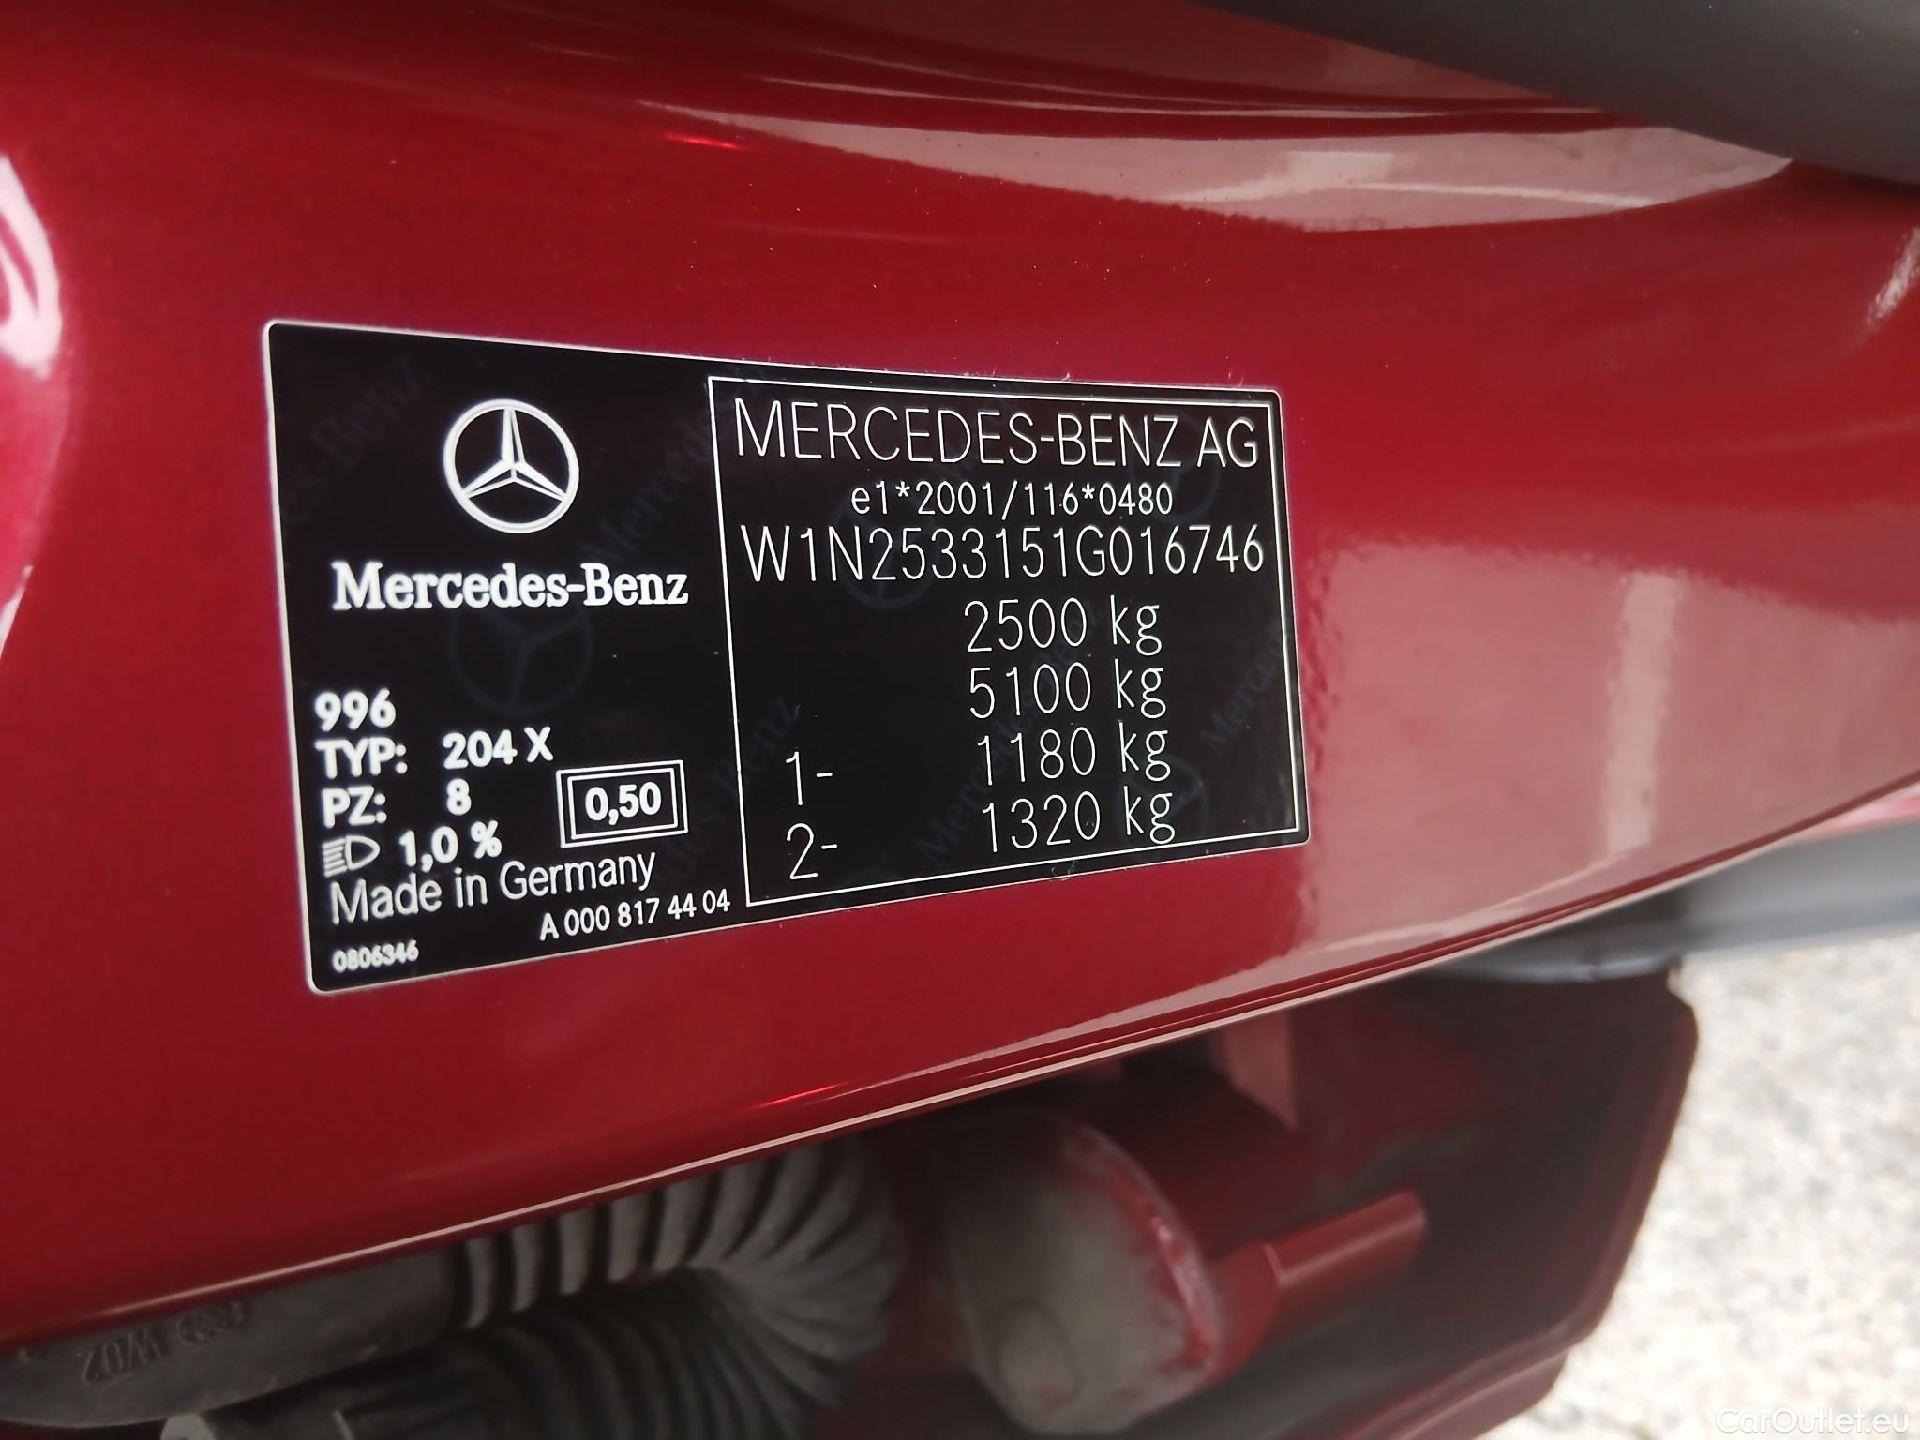 Mercedes-Benz
996
TYP: 204 X
PZ: 8
0,50
1,0 %
Made in Germany
A 000 817 44 04
0806346
MERCEDES-BENZ AG
e1*2001/116*0480
W1N2533151G016746
2500 kg
5100 kg
1- 1180 kg
2- 1320 kg
CarOutlet.eu